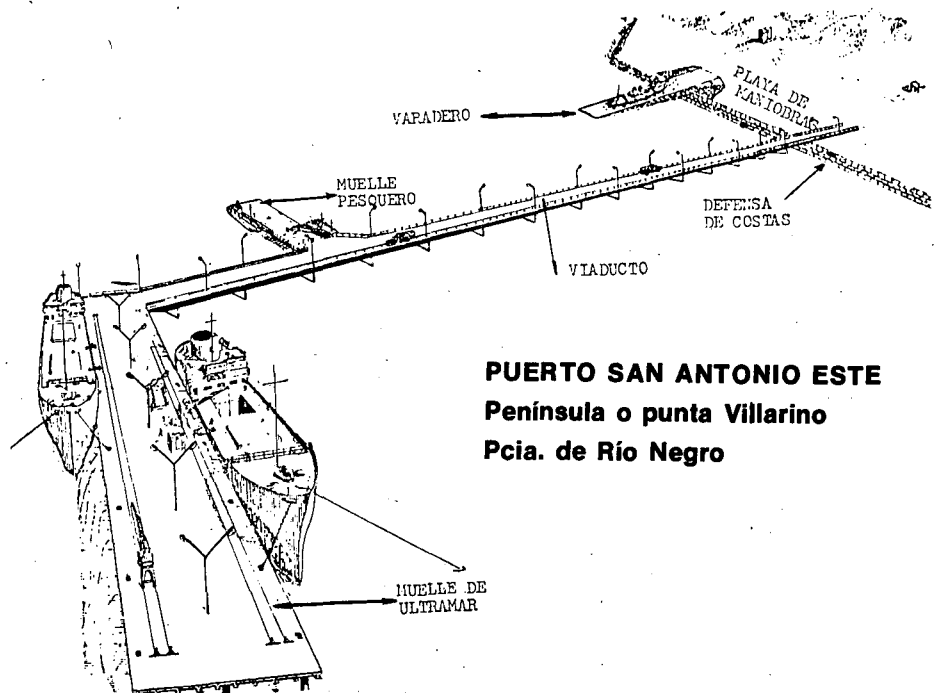 VARADERO
PLAYA DE
MANIOBRAS
MUELLE
PESQUERO
DEFENSA
DE COSTAS
VIADUCTO
PUERTO SAN ANTONIO ESTE
Península o punta Villarino
Pcia. de Río Negro
MUELLE DE
ULTRAMAR